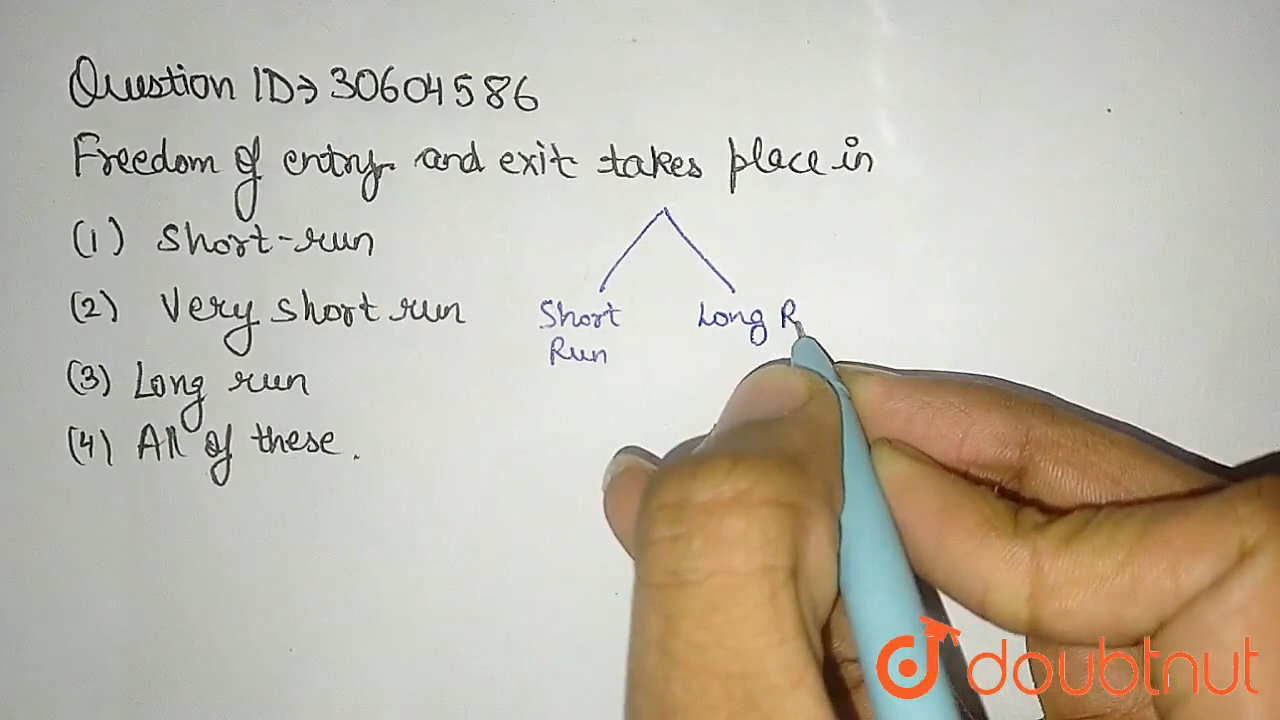 Question ID→ 30604586
Freedom of entry and exit takes place in
(1) Short-run
(2) Very short run
(3) Long run
(4) All of these.
Short Run
Long R
doubtnut